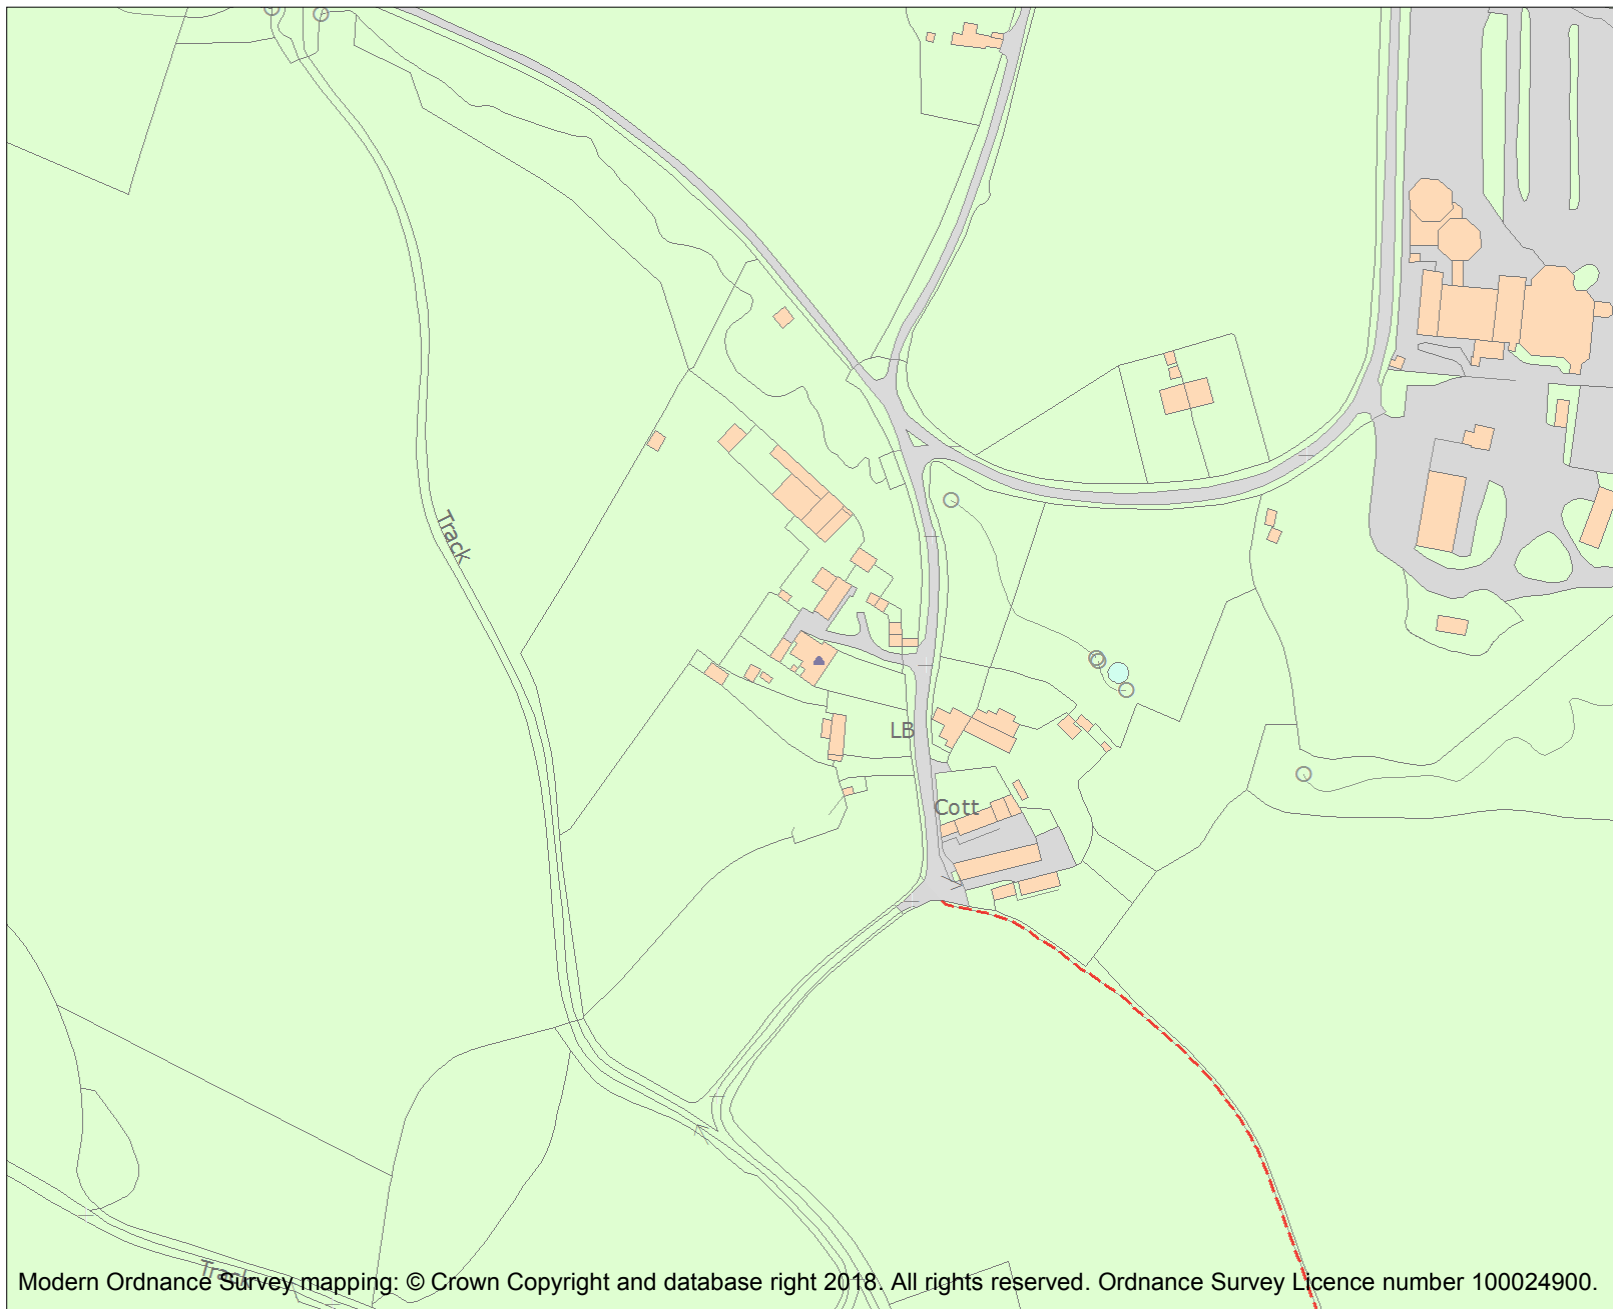 Track
LB
Cott
Track
Modern Ordnance Survey mapping: © Crown Copyright and database right 2018. All rights reserved. Ordnance Survey Licence number 100024900.